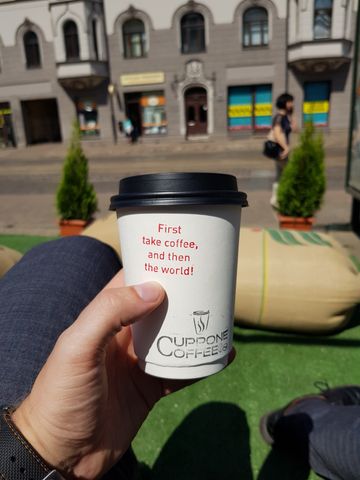 First
take coffee,
and then
the world!
CUPPONE
COFFEE